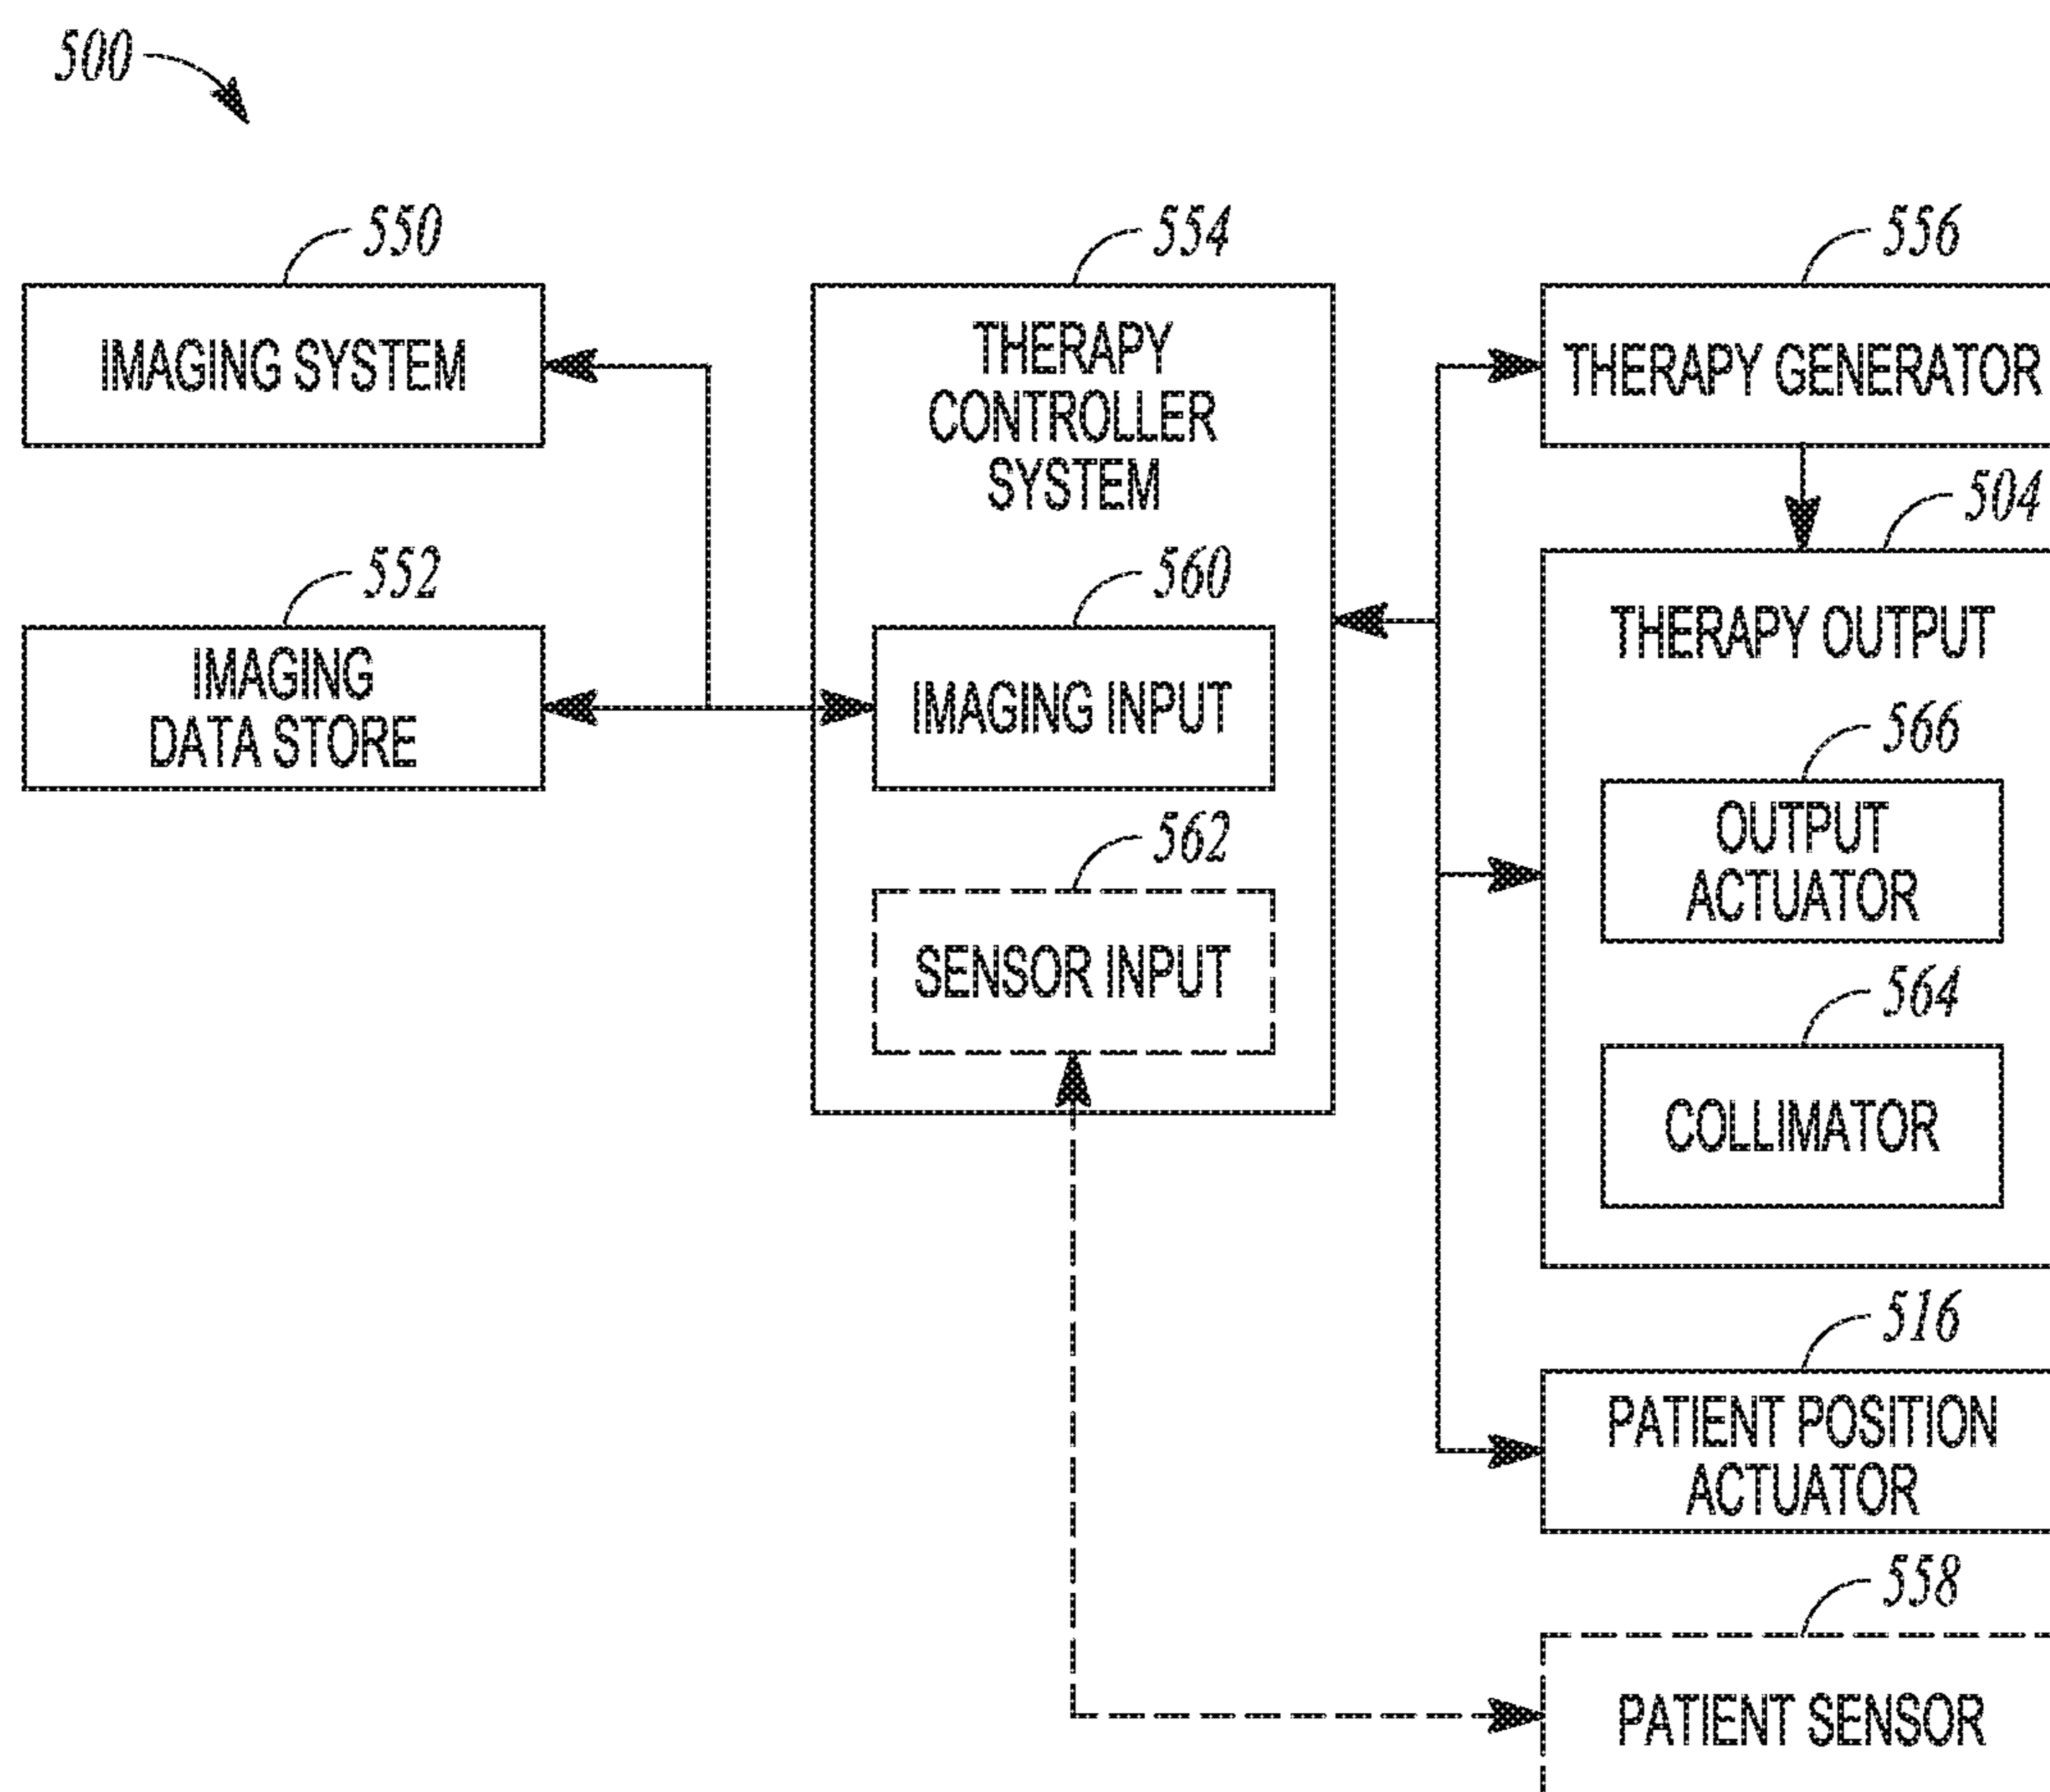 500
550
IMAGING SYSTEM
552
IMAGING
DATA STORE
554
THERAPY
CONTROLLER
SYSTEM
560
IMAGING INPUT
562
SENSOR INPUT
556
THERAPY GENERATOR
504
THERAPY OUTPUT
566
OUTPUT
ACTUATOR
564
COLLIMATOR
516
PATIENT POSITION
ACTUATOR
558
PATIENT SENSOR